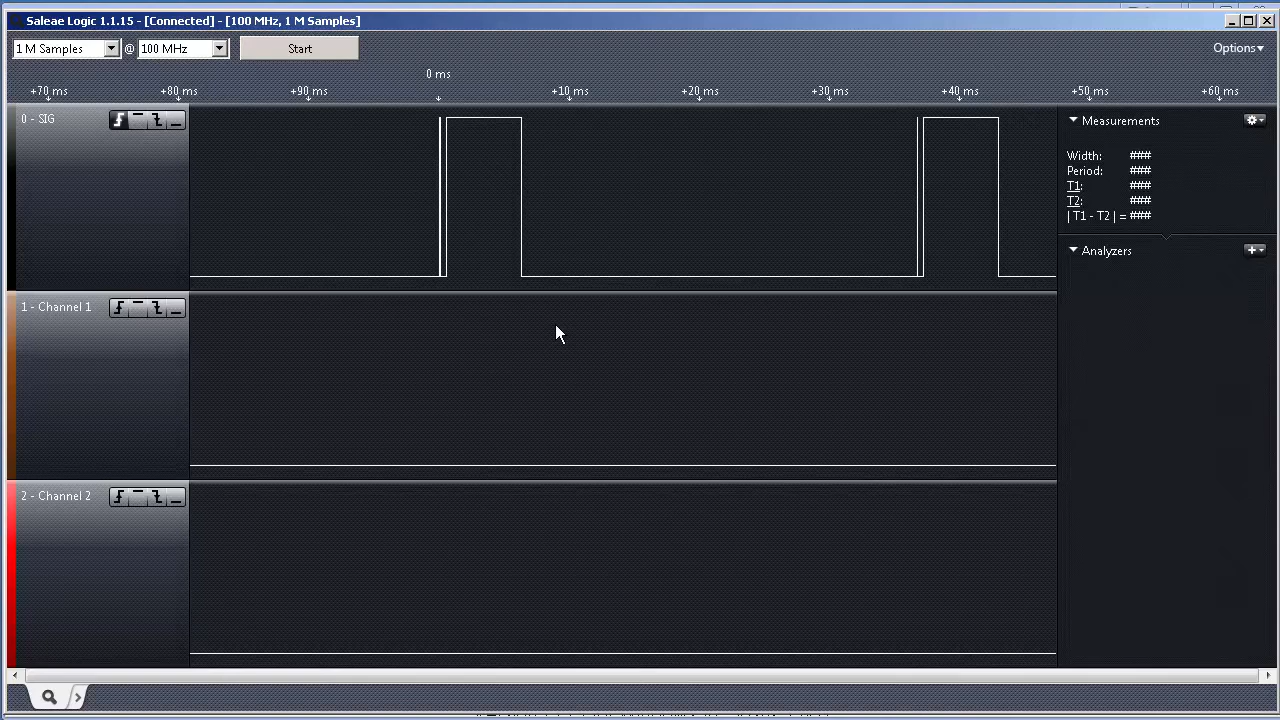 Saleae Logic 1.1.15 - [Connected] - [100 MHz, 1 M Samples]
1 M Samples @ 100 MHz Start Options
0 ms
+70 ms +80 ms +90 ms +10 ms +20 ms +30 ms +40 ms +50 ms +60 ms
0 - SIG
Measurements
Width: ###
Period: ###
T1: ###
T2: ###
| T1 - T2 | = ###
Analyzers
1 - Channel 1
2 - Channel 2